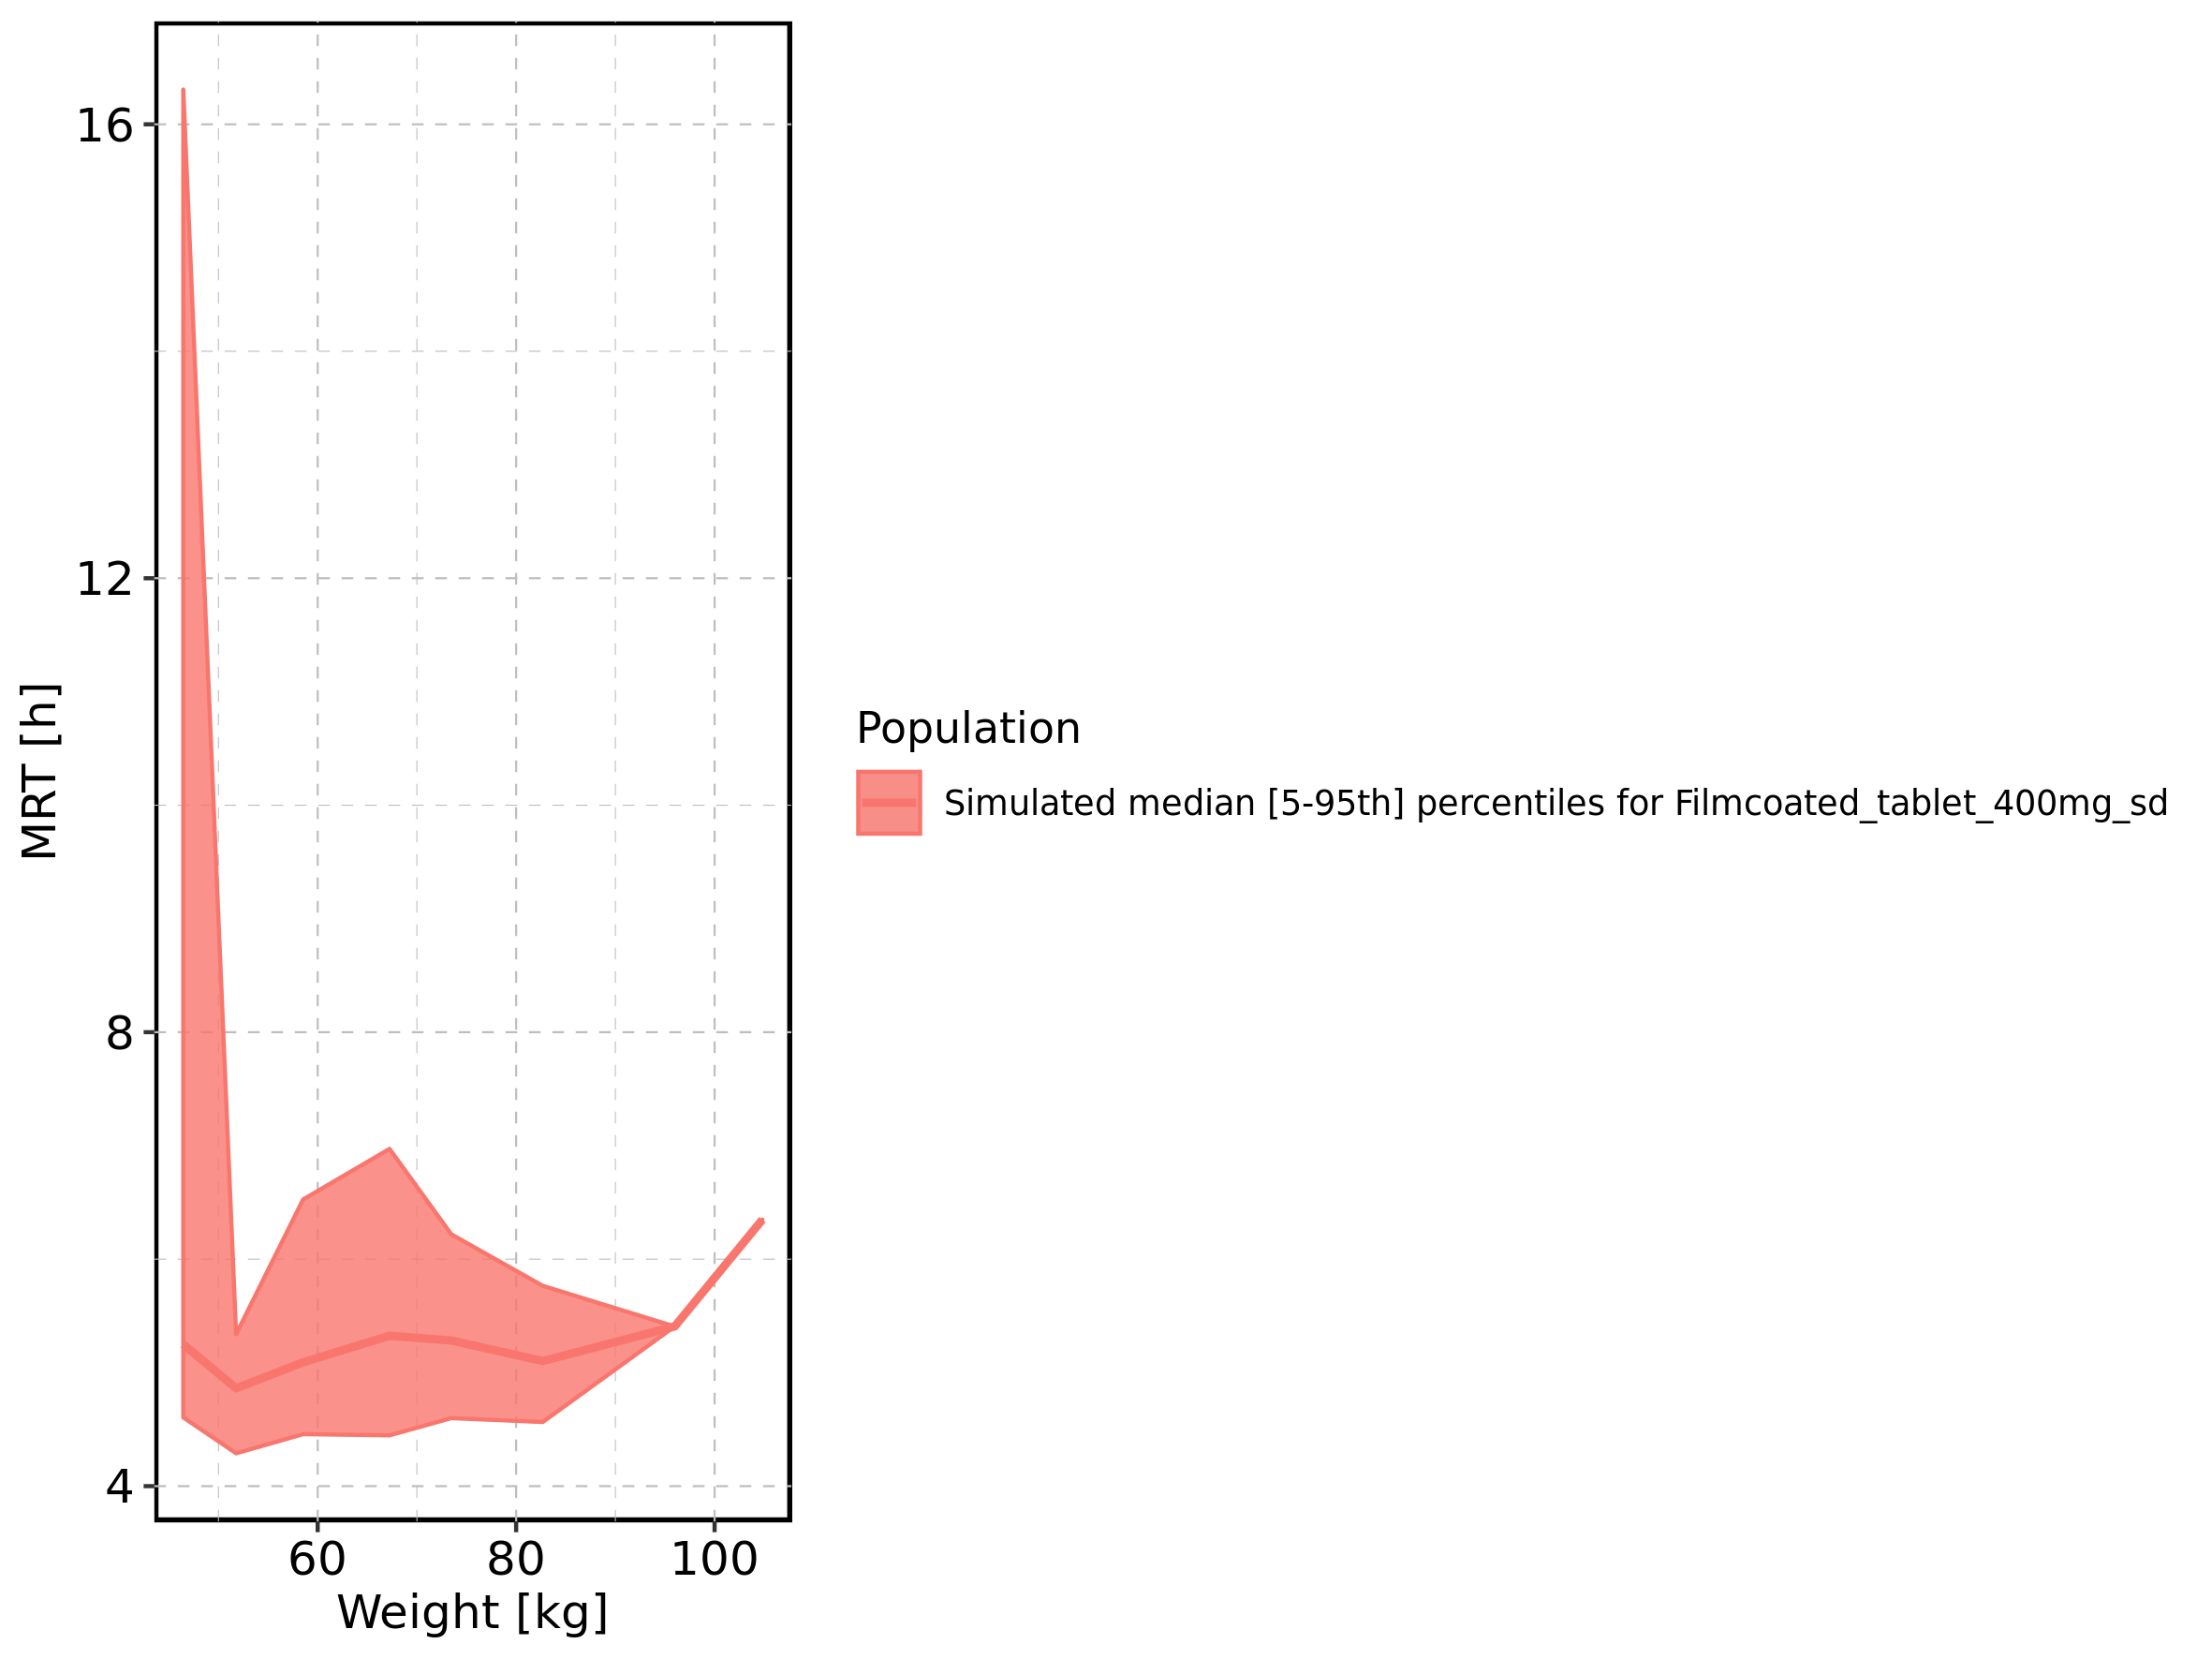 16
12
8
4
MRT [h]
60 80 100
Weight [kg]
Population
Simulated median [5-95th] percentiles for Filmcoated_tablet_400mg_sd